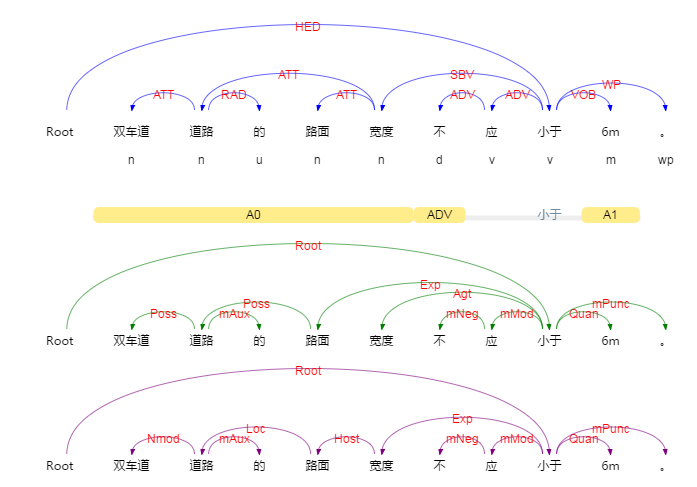 HED
ATT SBV WP
ATT RAD ATT ADV ADV VOB
Root 双车道 道路 的 路面 宽度 不 应 小于 6m 。
n n u n n d v v m wp
A0 ADV 小于 A1
Root
Exp
Poss Agt mPunc
Poss mAux mNeg mMod Quan
Root 双车道 道路 的 路面 宽度 不 应 小于 6m 。
Root
Loc Exp mPunc
Nmod mAux Host mNeg mMod Quan
Root 双车道 道路 的 路面 宽度 不 应 小于 6m 。